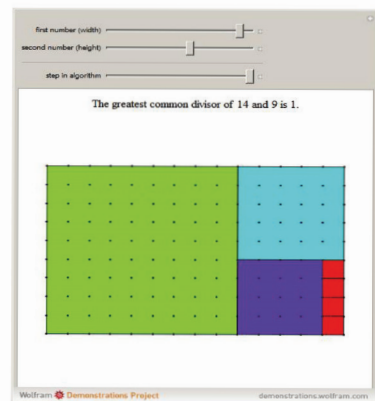 first number (width)
second number (height)
step in algorithm
The greatest common divisor of 14 and 9 is 1.
Wolfram Demonstrations Project
demonstrations.wolfram.com